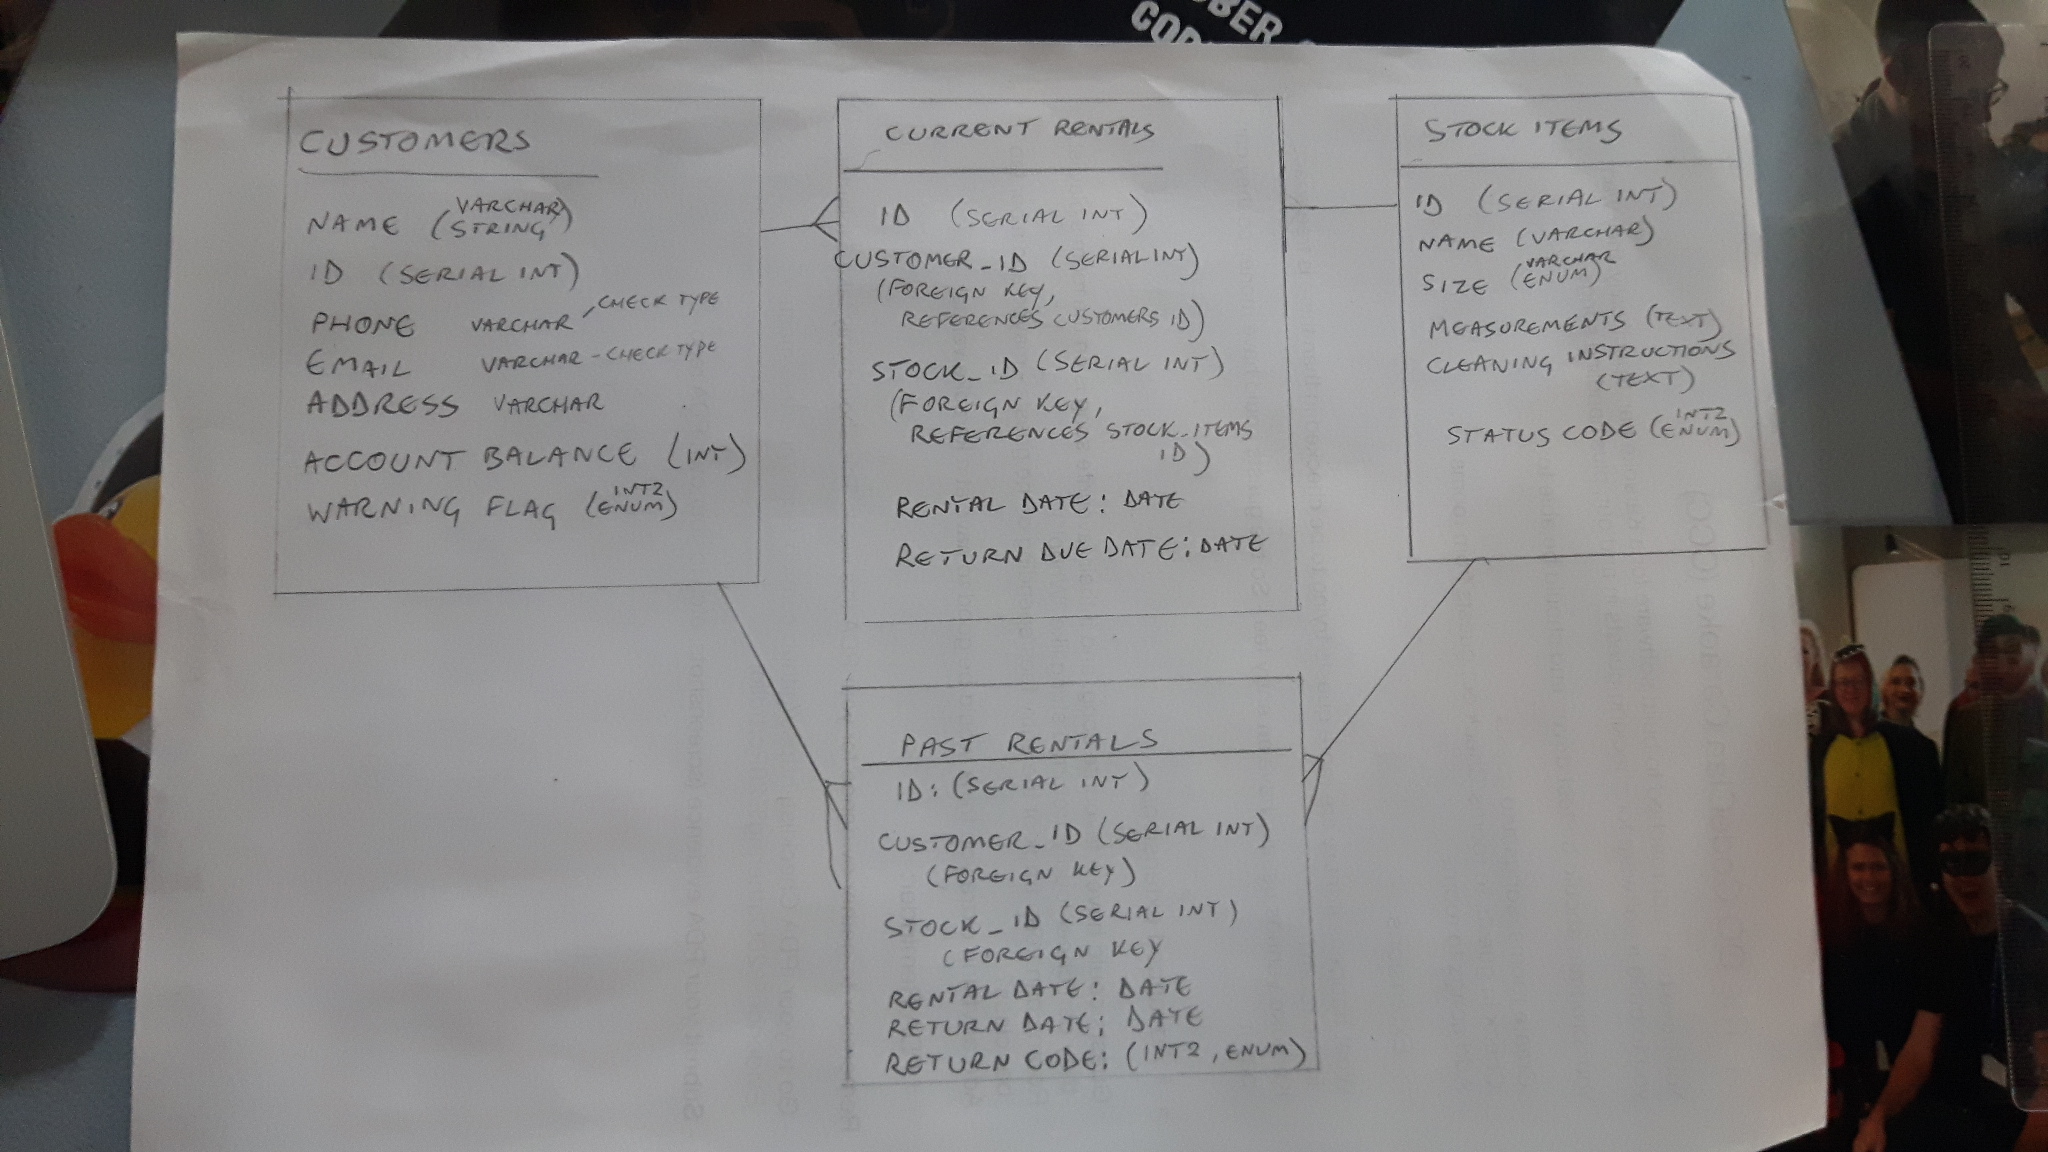 CUSTOMERS
NAME (VARCHAR
STRING)
ID (SERIAL INT)
PHONE VARCHAR - CHECK TYPE
EMAIL VARCHAR - CHECK TYPE
ADDRESS VARCHAR
ACCOUNT BALANCE (INT)
INT2
WARNING FLAG (ENUM)
CURRENT RENTALS
ID (SERIAL INT)
CUSTOMER_ID (SERIAL INT)
(FOREIGN KEY,
REFERENCES CUSTOMERS ID)
STOCK_ID (SERIAL INT)
(FOREIGN KEY,
REFERENCES STOCK_ITEMS
ID)
RENTAL DATE: DATE
RETURN DUE DATE: DATE
STOCK ITEMS
ID (SERIAL INT)
NAME (VARCHAR)
VARCHAR
SIZE (ENUM)
MEASUREMENTS (TEXT)
CLEANING INSTRUCTIONS
(TEXT)
INT2
STATUS CODE (ENUM)
PAST RENTALS
ID: (SERIAL INT)
CUSTOMER_ID (SERIAL INT)
(FOREIGN KEY)
STOCK_ID (SERIAL INT)
(FOREIGN KEY
RENTAL DATE: DATE
RETURN DATE: DATE
RETURN CODE: (INT2, ENUM)